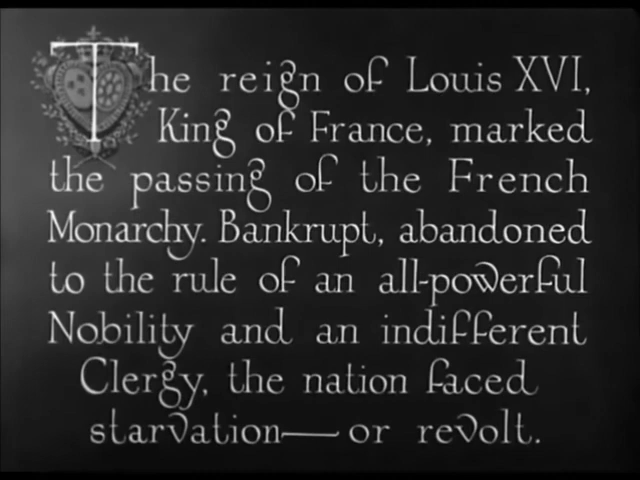 The reign of Louis XVI,
King of France, marked
the passing of the French
Monarchy. Bankrupt, abandoned
to the rule of an all-powerful
Nobility and an indifferent
Clergy, the nation faced
starvation—or revolt.